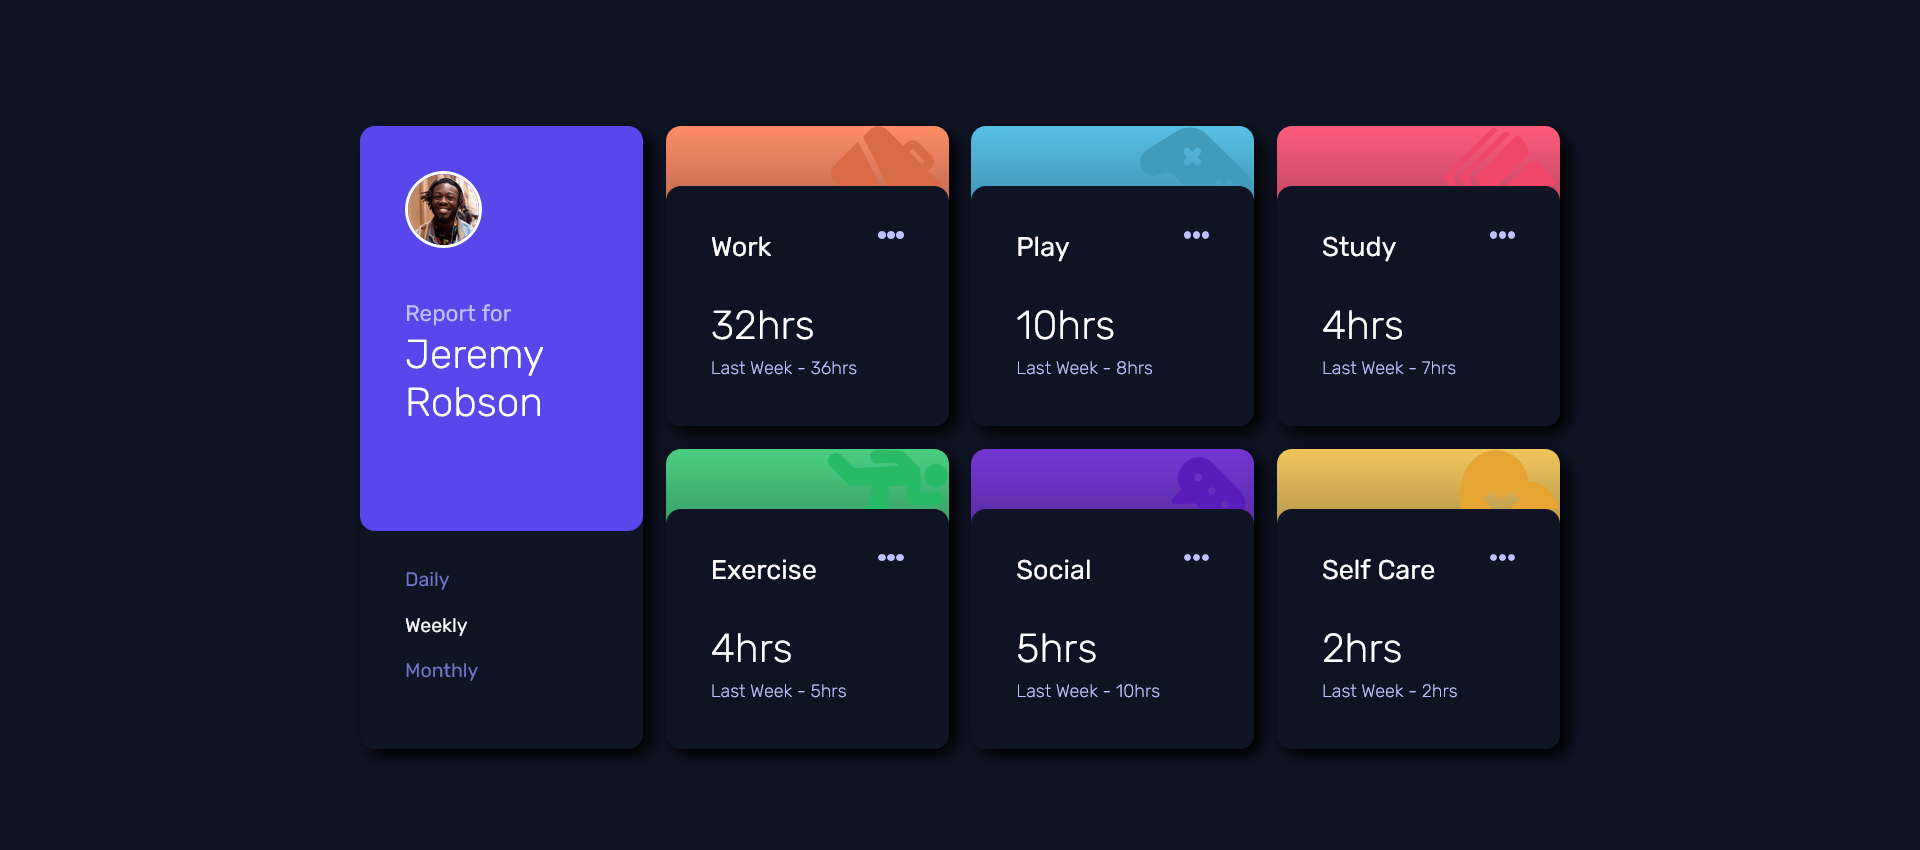 Report for
Jeremy
Robson
Daily
Weekly
Monthly
Work
32hrs
Last Week - 36hrs
Play
10hrs
Last Week - 8hrs
Study
4hrs
Last Week - 7hrs
Exercise
4hrs
Last Week - 5hrs
Social
5hrs
Last Week - 10hrs
Self Care
2hrs
Last Week - 2hrs